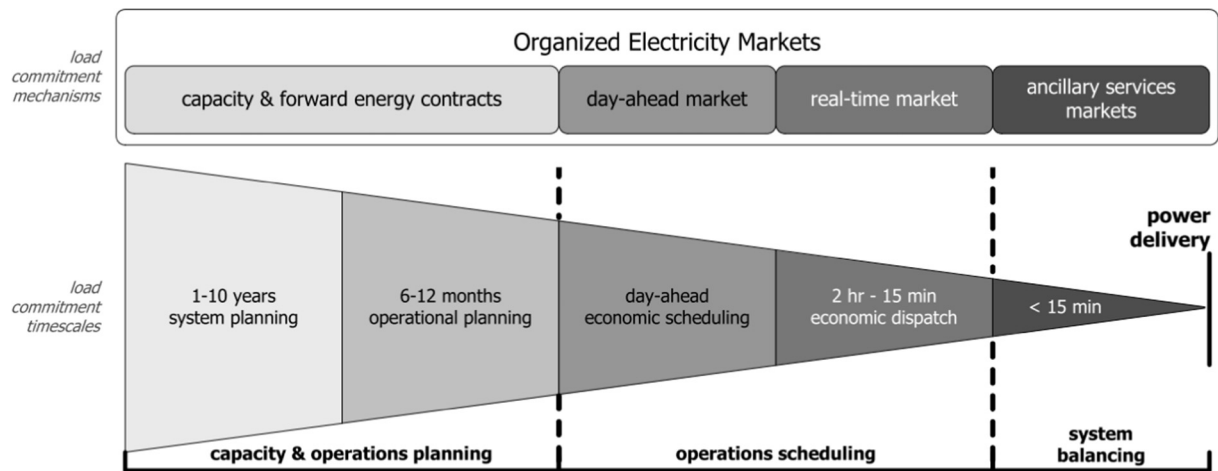 Organized Electricity Markets
load
commitment
mechanisms
capacity & forward energy contracts
day-ahead market
real-time market
ancillary services
markets
power
delivery
load
commitment
timescales
1-10 years
system planning
6-12 months
operational planning
day-ahead
economic scheduling
2 hr - 15 min
economic dispatch
< 15 min
capacity & operations planning
operations scheduling
system
balancing